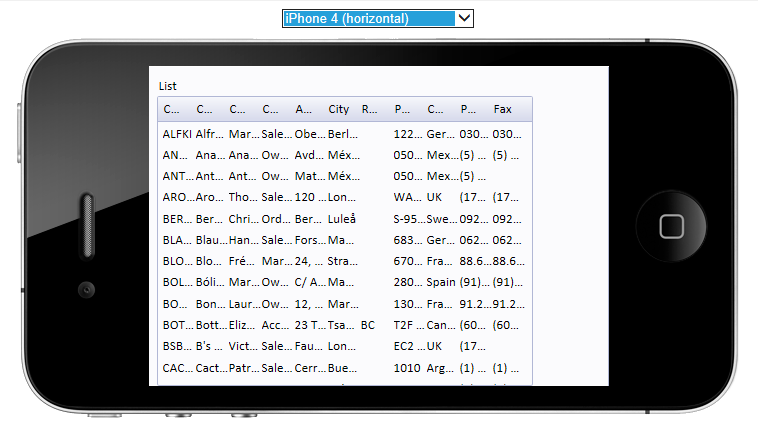 iPhone 4 (horizontal)
List
C... C... C... C... A... City R... P... C... P... Fax
ALFKI Alfr... Mar... Sale... Obe... Berl... 122... Ger... 030... 030...
AN... Ana... Ana... Ow... Avd... Méx... 050... Mex... (5) ... (5) ...
ANT... Ant... Ant... Ow... Mat... Méx... 050... Mex... (5) ...
ARO... Aro... Tho... Sale... 120 ... Lon... WA... UK (17... (17...
BER... Ber... Chri... Ord... Ber... Luleå S-95... Swe... 092... 092...
BLA... Blau... Han... Sale... Fors... Ma... 683... Ger... 062... 062...
BLO... Blo... Fré... Mar... 24, ... Stra... 670... Fra... 88.6... 88.6...
BOL... Bóli... Mar... Ow... C/ A... Ma... 280... Spain (91)... (91)...
BO... Bon... Laur... Ow... 12, ... Mar... 130... Fra... 91.2... 91.2...
BOT... Bott... Eliz... Acc... 23 T... Tsa... BC T2F ... Can... (60... (60...
BSB... B's ... Vict... Sale... Fau... Lon... EC2 ... UK (17...
CAC... Cact... Patr... Sale... Cerr... Bue... 1010 Arg... (1) ... (1) ...